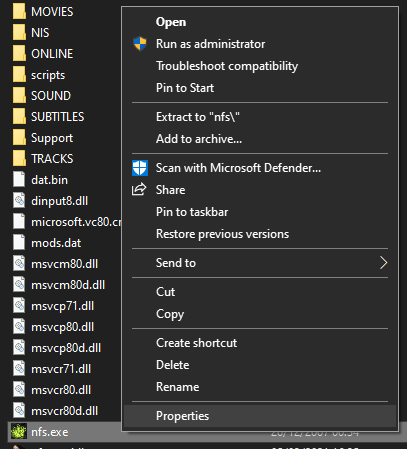 MOVIES
NIS
ONLINE
scripts
SOUND
SUBTITLES
Support
TRACKS
dat.bin
dinput8.dll
microsoft.vc80.cr
mods.dat
msvcm80.dll
msvcm80d.dll
msvcp71.dll
msvcp80.dll
msvcp80d.dll
msvcr71.dll
msvcr80.dll
msvcr80d.dll
nfs.exe
Open
Run as administrator
Troubleshoot compatibility
Pin to Start
Extract to "nfs\"
Add to archive...
Scan with Microsoft Defender...
Share
Pin to taskbar
Restore previous versions
Send to
Cut
Copy
Create shortcut
Delete
Rename
Properties